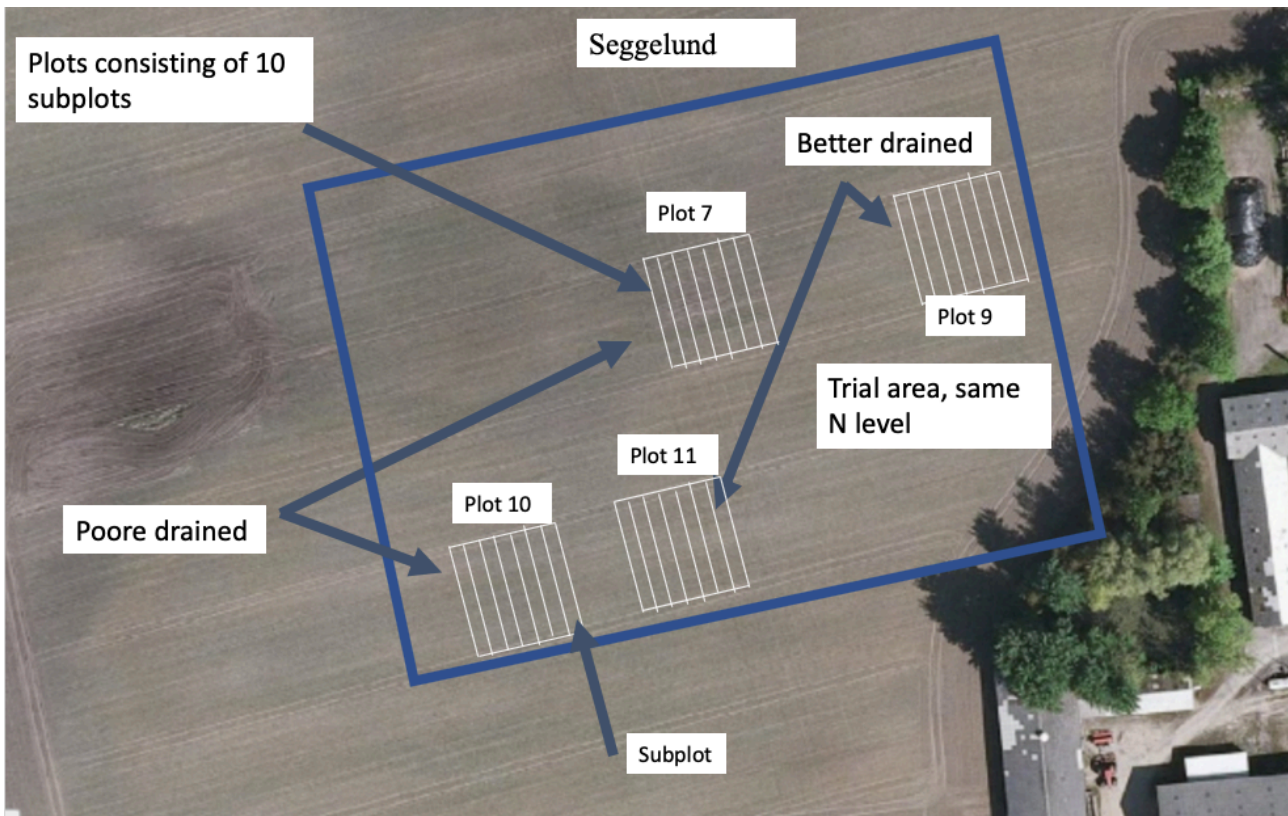 Seggelund
Plots consisting of 10
subplots
Better drained
Plot 7
Plot 9
Trial area, same
N level
Plot 11
Plot 10
Poore drained
Subplot